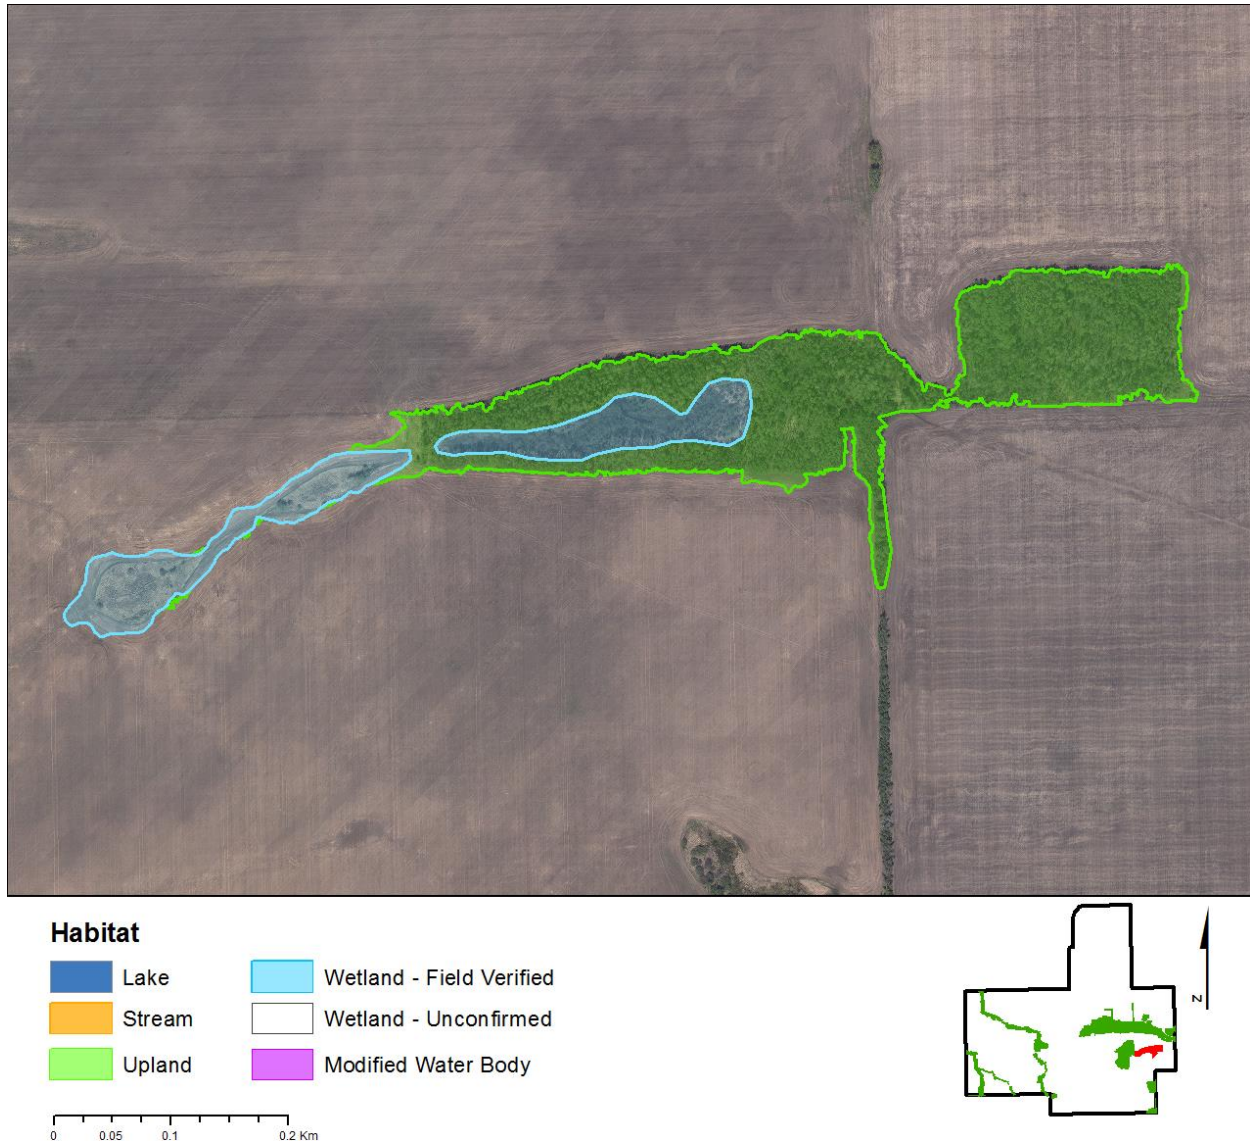 Habitat
Lake
Wetland - Field Verified
Stream
Wetland - Unconfirmed
Upland
Modified Water Body
0 0.05 0.1 0.2 Km
N